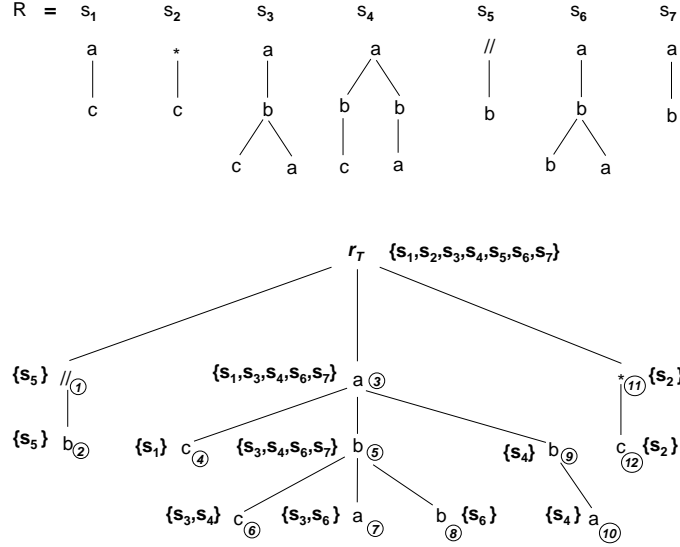 R = s1 s2 s3 s4 s5 s6 s7
a * a a // a a
c c b b b b b b
c a c a b a
rT {s1,s2,s3,s4,s5,s6,s7}
{s5} // 1 {s1,s3,s4,s6,s7} a 3 * 11 {s2}
{s5} b 2 {s1} c 4 {s3,s4,s6,s7} b 5 {s4} b 9 c 12 {s2}
{s3,s4} c 6 {s3,s6} a 7 b 8 {s6} {s4} a 10